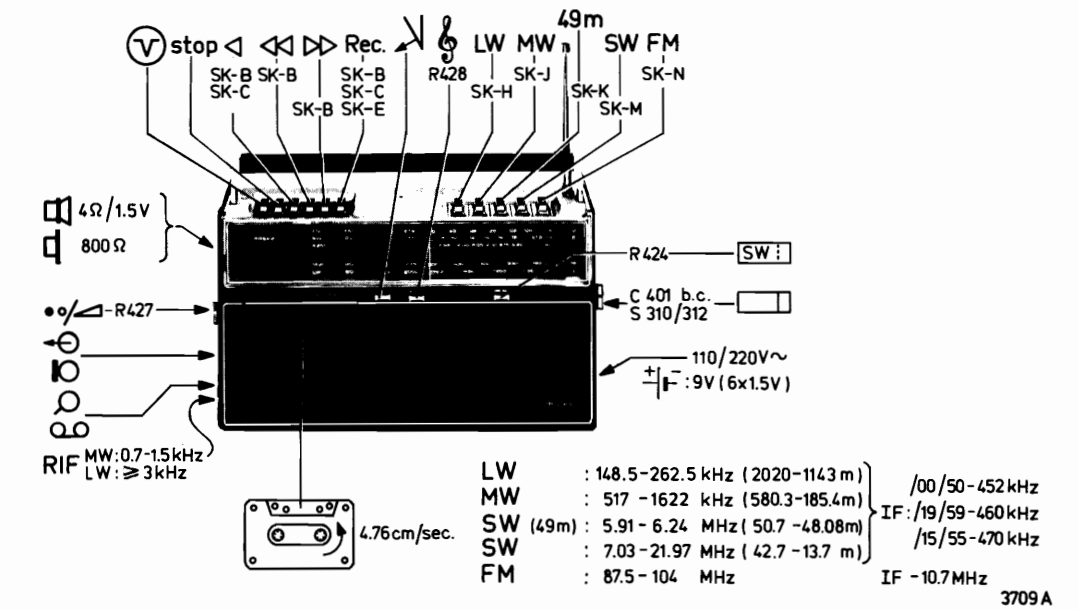 49m
stop ◁ ◁◁ ▷▷ Rec. LW MW SW FM
SK-B SK-B SK-B R428 SK-J SK-N
SK-C SK-C SK-H SK-K
SK-B SK-E SK-M
4Ω/1.5V
800Ω
R424 SW
R427
C 401 b.c.
S 310/312
110/220V~
+ - : 9V (6x1.5V)
RIF MW: 0.7-1.5kHz
LW: ≥ 3kHz
4.76cm/sec.
LW : 148.5-262.5 kHz (2020-1143 m)
MW : 517 -1622 kHz (580.3-185.4m)
SW (49m) : 5.91 - 6.24 MHz (50.7 -48.08m)
SW : 7.03-21.97 MHz (42.7 -13.7 m)
FM : 87.5 - 104 MHz
IF: /00/50-452kHz
/19/59-460kHz
/15/55-470kHz
IF -10.7MHz
3709 A